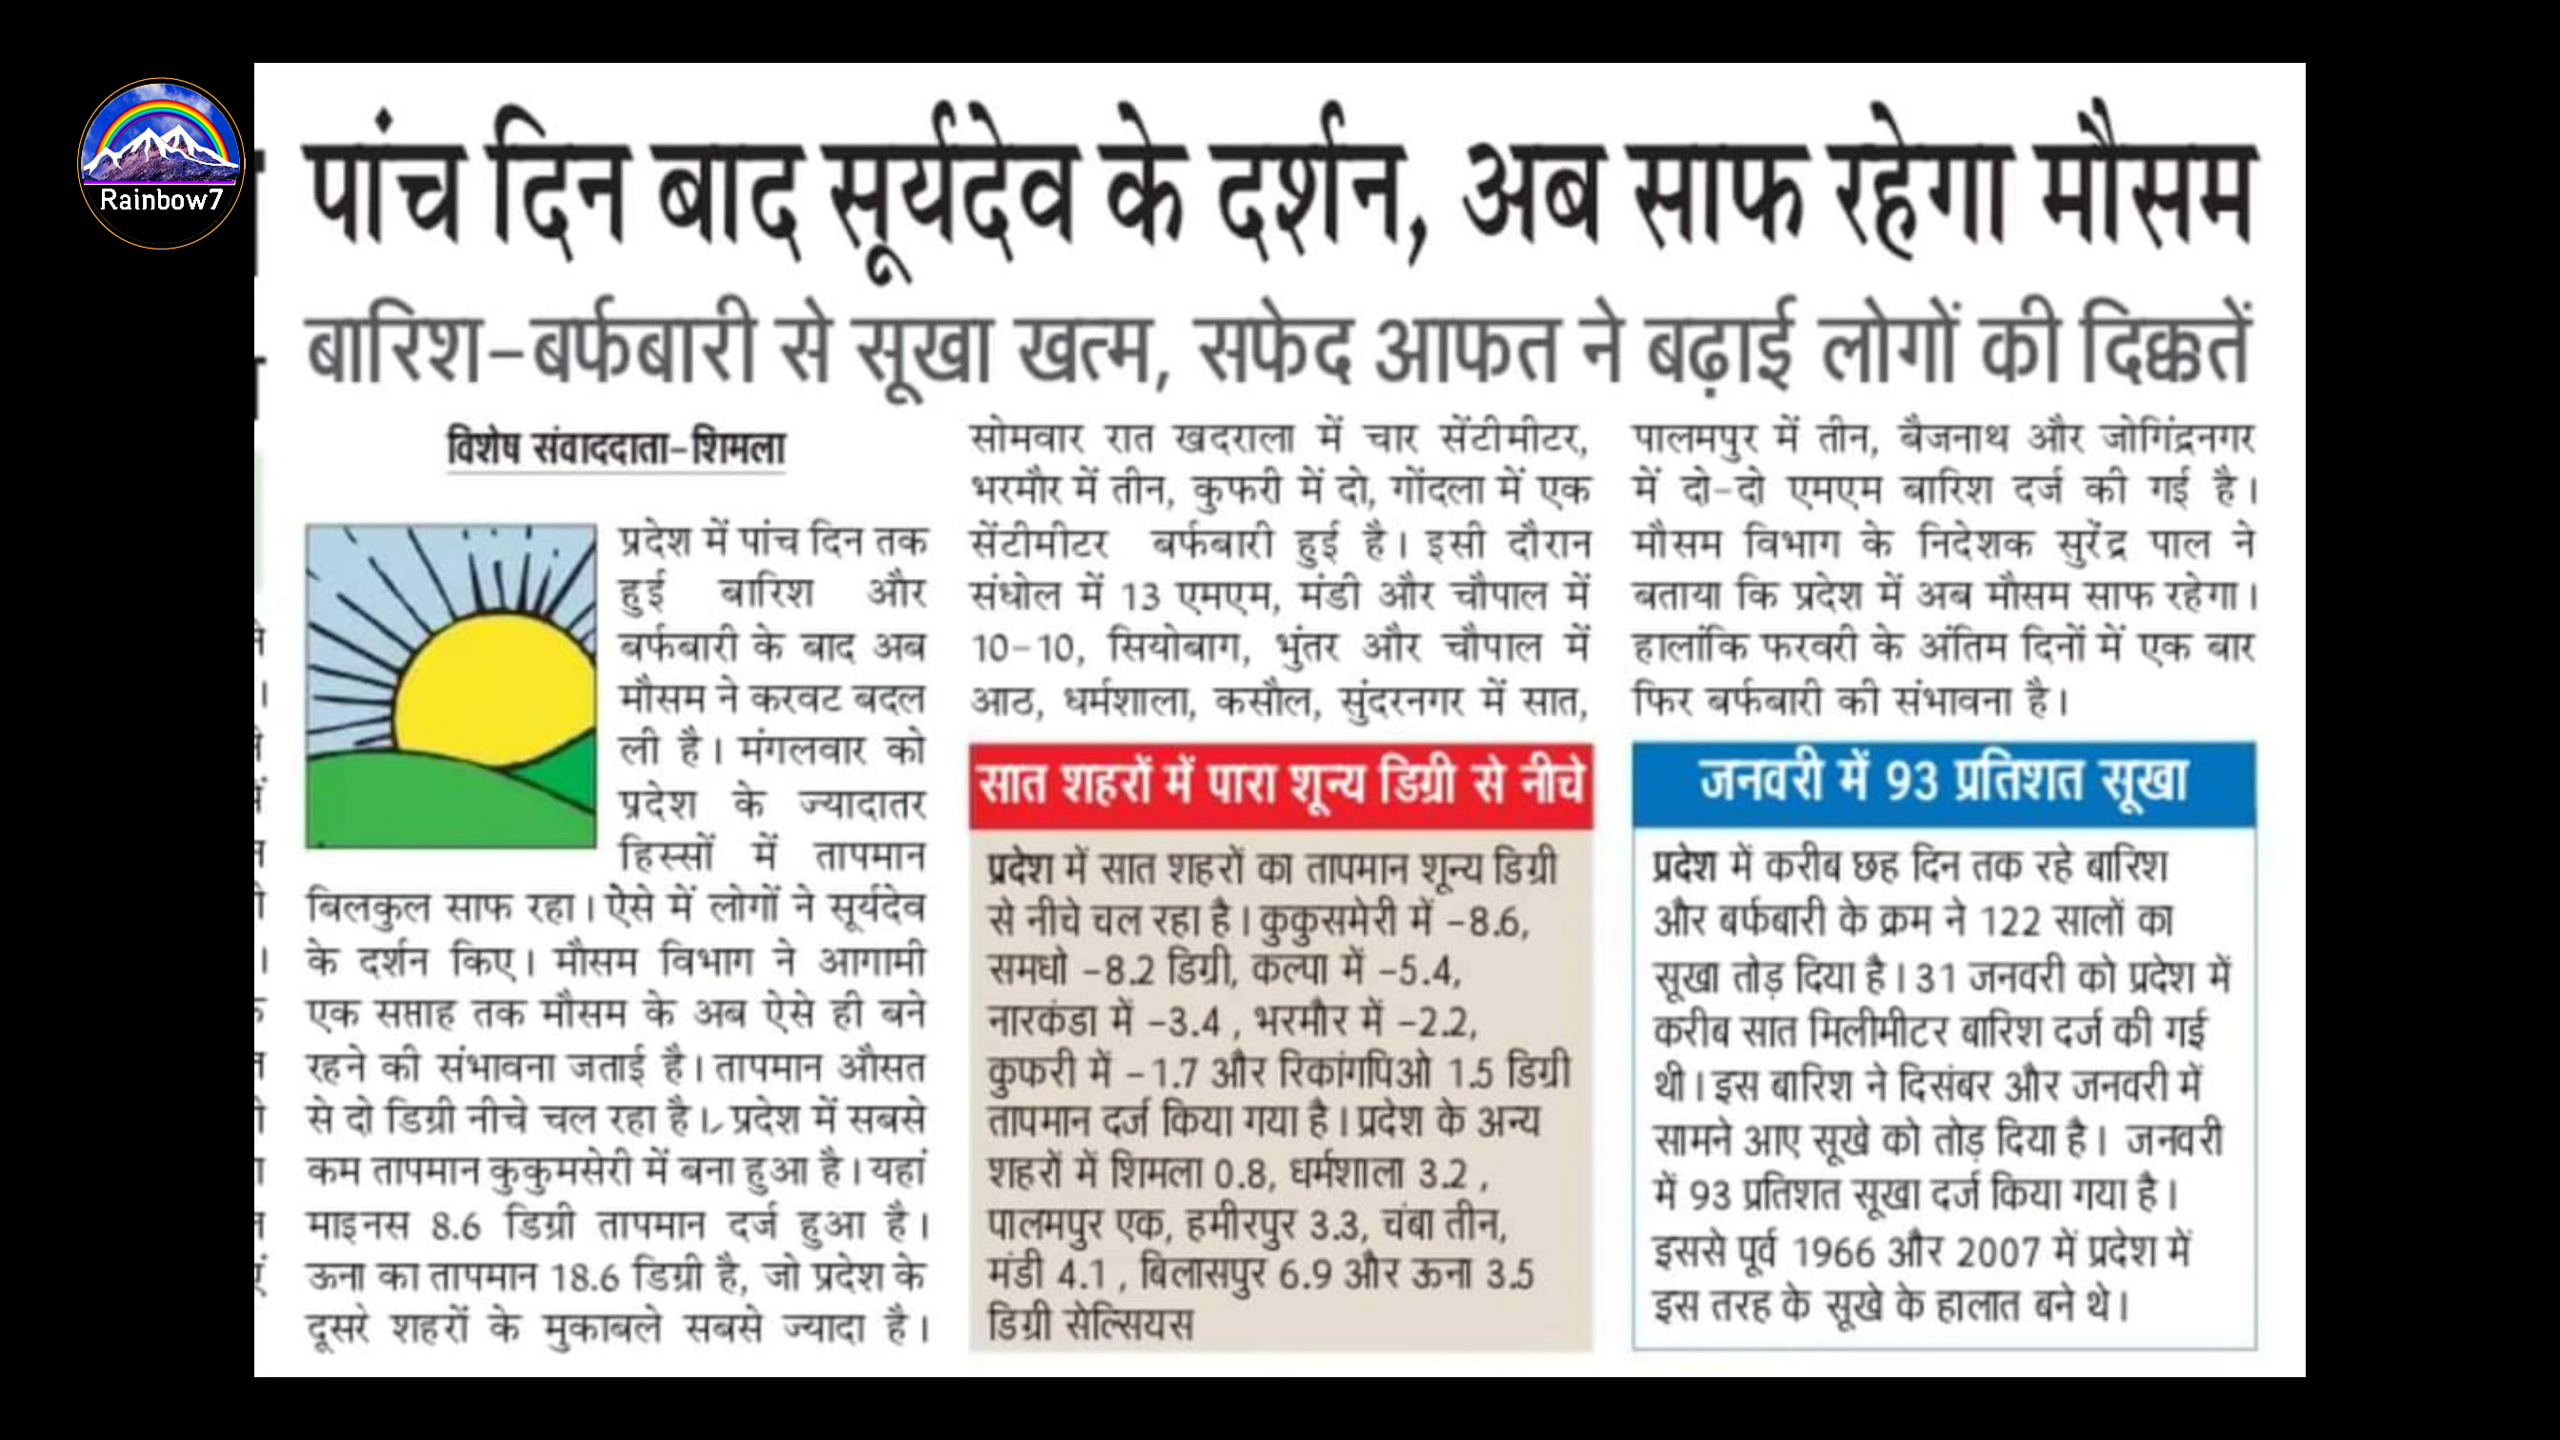 Rainbow7
पांच दिन बाद सूर्यदेव के दर्शन, अब साफ रहेगा मौसम
बारिश-बर्फबारी से सूखा खत्म, सफेद आफत ने बढ़ाई लोगों की दिक्कतें
विशेष संवाददाता-शिमला
प्रदेश में पांच दिन तक
हुई बारिश और
बर्फबारी के बाद अब
मौसम ने करवट बदल
ली है। मंगलवार को
प्रदेश के ज्यादातर
हिस्सों में तापमान
बिलकुल साफ रहा। ऐसे में लोगों ने सूर्यदेव
के दर्शन किए। मौसम विभाग ने आगामी
एक सप्ताह तक मौसम के अब ऐसे ही बने
रहने की संभावना जताई है। तापमान औसत
से दो डिग्री नीचे चल रहा है। प्रदेश में सबसे
कम तापमान कुकुमसेरी में बना हुआ है। यहां
माइनस 8.6 डिग्री तापमान दर्ज हुआ है।
ऊना का तापमान 18.6 डिग्री है, जो प्रदेश के
दूसरे शहरों के मुकाबले सबसे ज्यादा है।
सोमवार रात खदराला में चार सेंटीमीटर,
भरमौर में तीन, कुफरी में दो, गोंदला में एक
सेंटीमीटर बर्फबारी हुई है। इसी दौरान
संधोल में 13 एमएम, मंडी और चौपाल में
10-10, सियोबाग, भुंतर और चौपाल में
आठ, धर्मशाला, कसौल, सुंदरनगर में सात,
सात शहरों में पारा शून्य डिग्री से नीचे
प्रदेश में सात शहरों का तापमान शून्य डिग्री
से नीचे चल रहा है। कुकुसमेरी में -8.6,
समधो -8.2 डिग्री, कल्पा में -5.4,
नारकंडा में -3.4 , भरमौर में -2.2,
कुफरी में -1.7 और रिकांगपिओ 1.5 डिग्री
तापमान दर्ज किया गया है। प्रदेश के अन्य
शहरों में शिमला 0.8, धर्मशाला 3.2 ,
पालमपुर एक, हमीरपुर 3.3, चंबा तीन,
मंडी 4.1 , बिलासपुर 6.9 और ऊना 3.5
डिग्री सेल्सियस
पालमपुर में तीन, बैजनाथ और जोगिंद्रनगर
में दो-दो एमएम बारिश दर्ज की गई है।
मौसम विभाग के निदेशक सुरेंद्र पाल ने
बताया कि प्रदेश में अब मौसम साफ रहेगा।
हालांकि फरवरी के अंतिम दिनों में एक बार
फिर बर्फबारी की संभावना है।
जनवरी में 93 प्रतिशत सूखा
प्रदेश में करीब छह दिन तक रहे बारिश
और बर्फबारी के क्रम ने 122 सालों का
सूखा तोड़ दिया है। 31 जनवरी को प्रदेश में
करीब सात मिलीमीटर बारिश दर्ज की गई
थी। इस बारिश ने दिसंबर और जनवरी में
सामने आए सूखे को तोड़ दिया है। जनवरी
में 93 प्रतिशत सूखा दर्ज किया गया है।
इससे पूर्व 1966 और 2007 में प्रदेश में
इस तरह के सूखे के हालात बने थे।